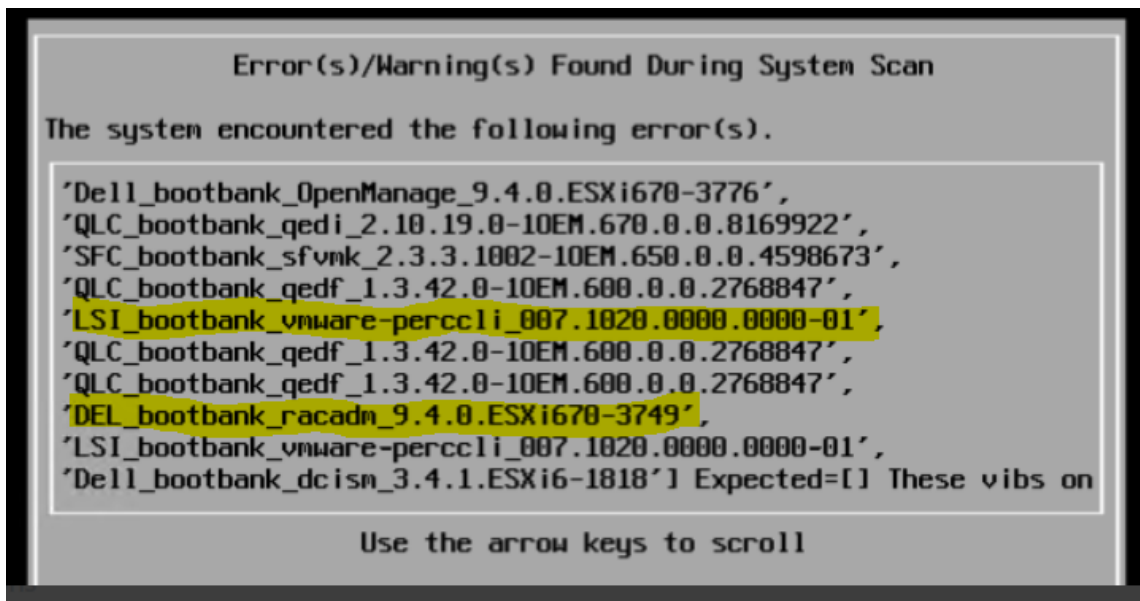 Error(s)/Warning(s) Found During System Scan
The system encountered the following error(s).
'Dell_bootbank_OpenManage_9.4.0.ESXi670-3776',
'QLC_bootbank_qedi_2.10.19.0-1OEM.670.0.0.8169922',
'SFC_bootbank_sfvmk_2.3.3.1002-1OEM.650.0.0.4598673',
'QLC_bootbank_qedf_1.3.42.0-1OEM.600.0.0.2768847',
'LSI_bootbank_vmware-perccli_007.1020.0000.0000-01',
'QLC_bootbank_qedf_1.3.42.0-1OEM.600.0.0.2768847',
'QLC_bootbank_qedf_1.3.42.0-1OEM.600.0.0.2768847',
'DEL_bootbank_racadm_9.4.0.ESXi670-3749',
'LSI_bootbank_vmware-perccli_007.1020.0000.0000-01',
'Dell_bootbank_dcism_3.4.1.ESXi6-1818'] Expected=[] These vibs on
Use the arrow keys to scroll